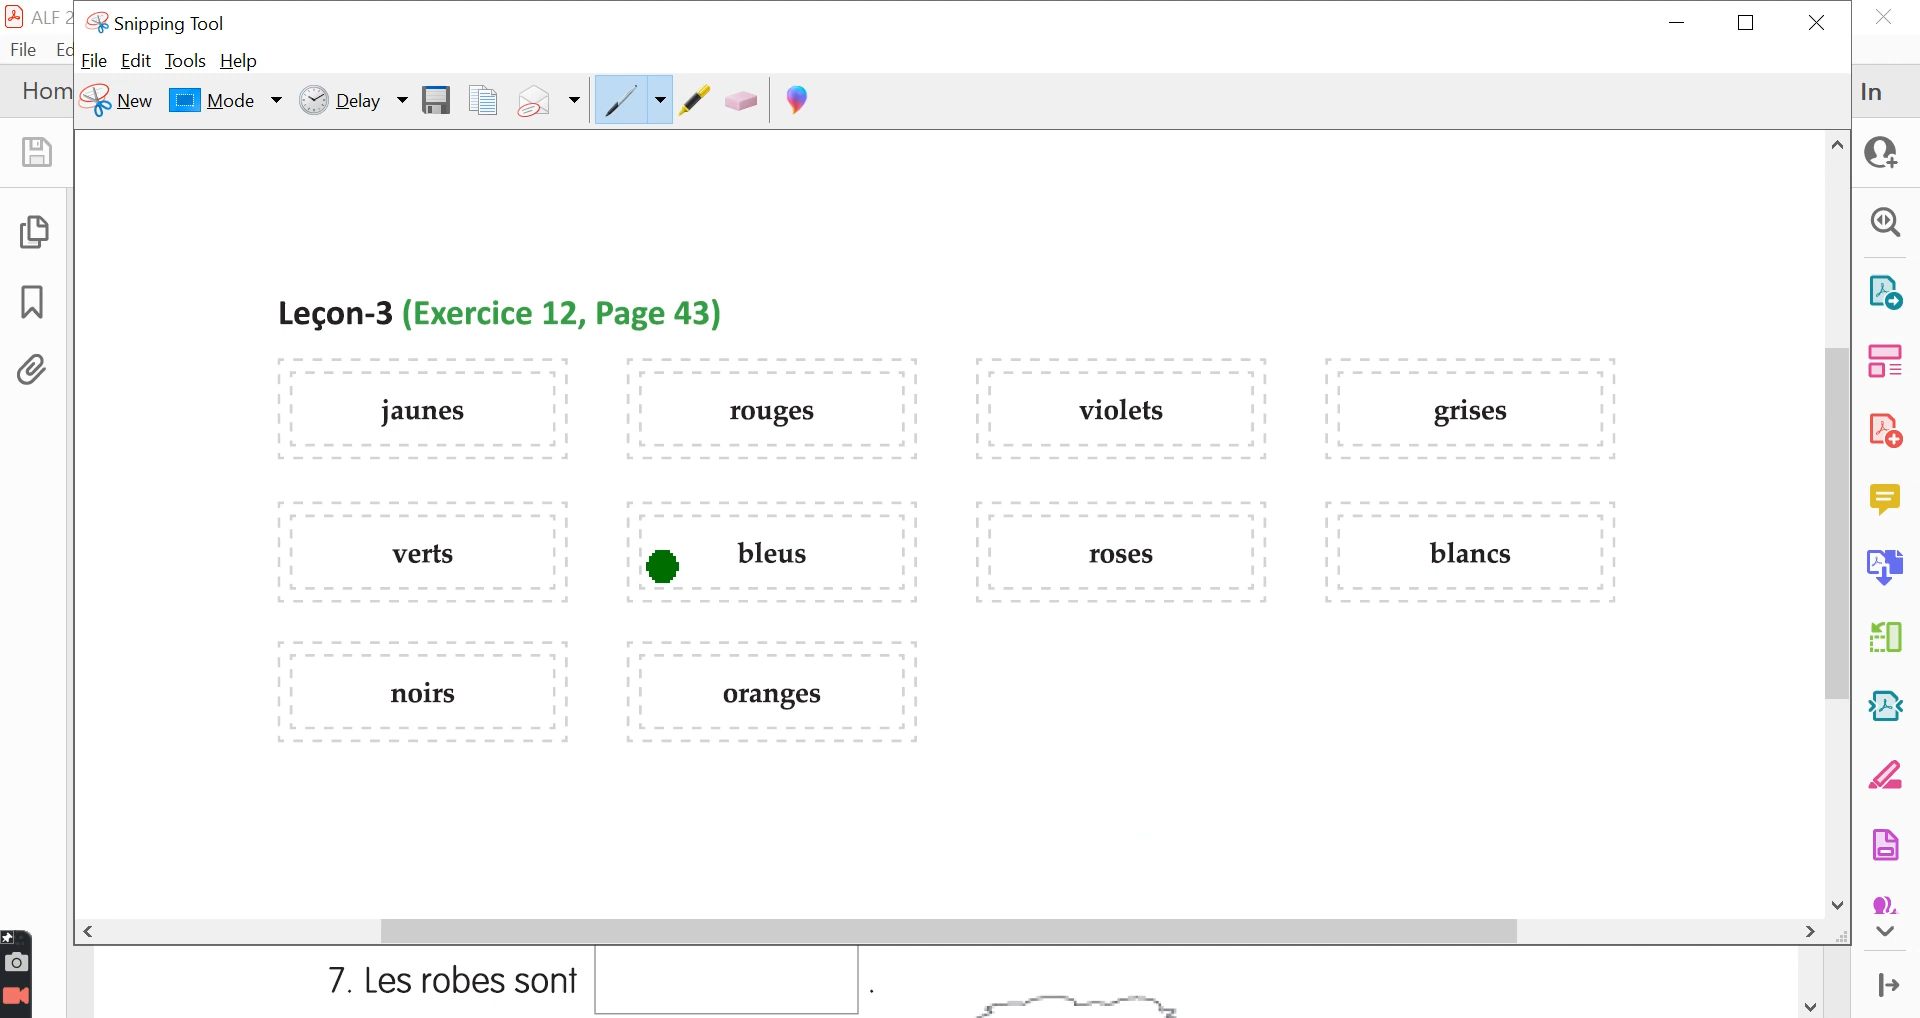 ALF 2
Snipping Tool
File Ed
File Edit Tools Help
Hom
New Mode Delay
In
Leçon-3 (Exercice 12, Page 43)
jaunes rouges violets grises
verts bleus roses blancs
noirs oranges
7. Les robes sont .